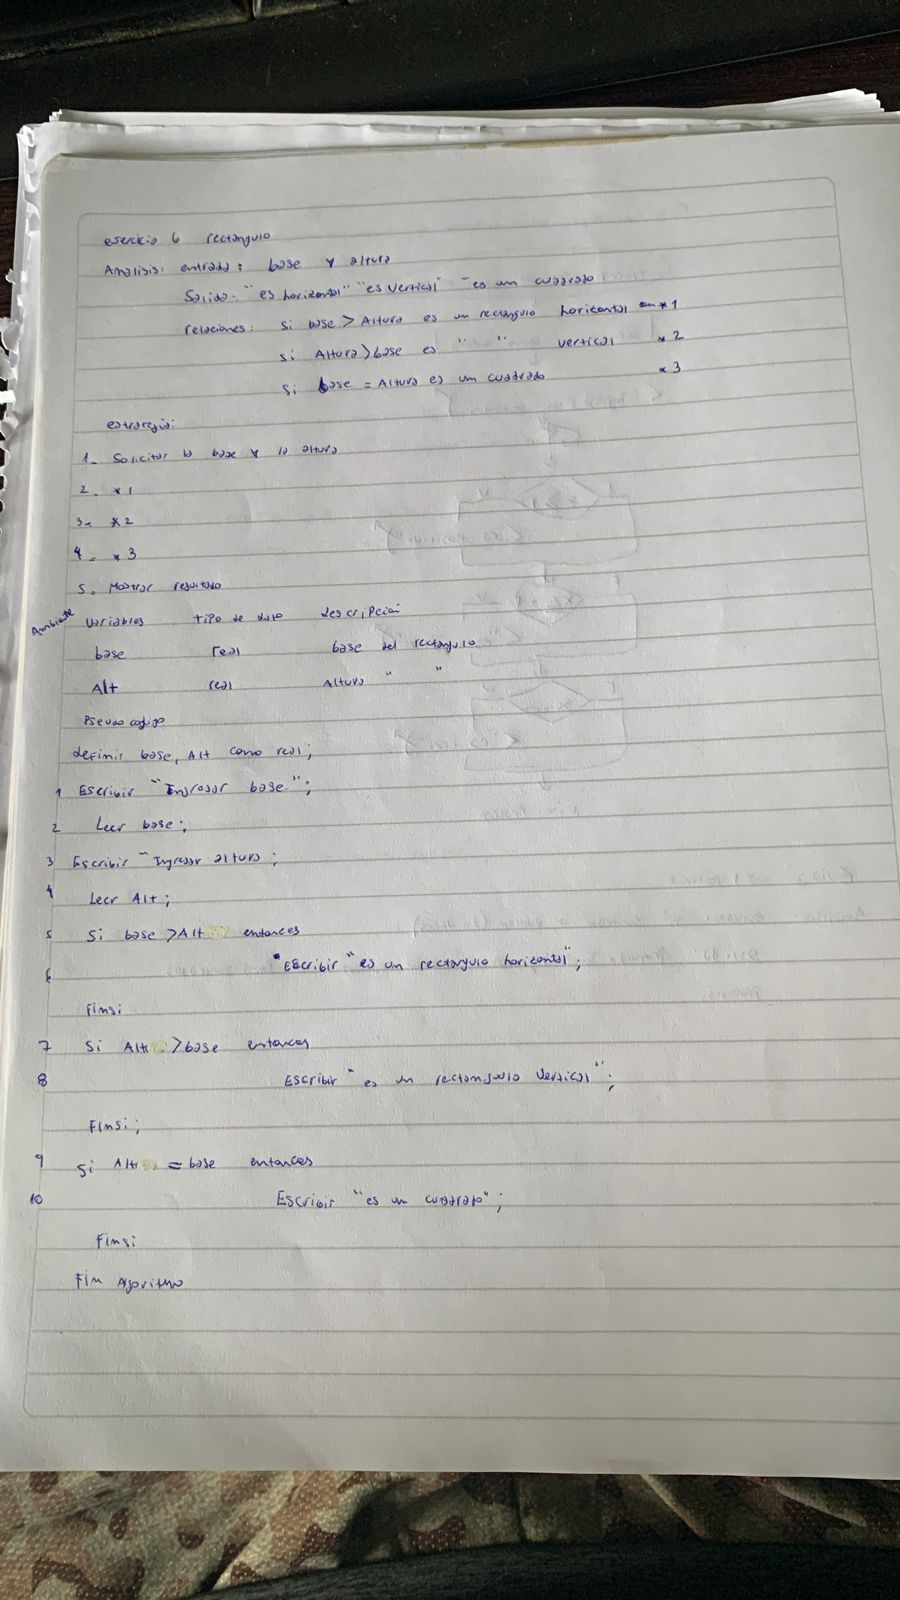 esercicio 6 rectangulo
Analisis: entrada: base y altura
Salida: "es horizontal" "es vertical" "es un cuadrado
relaciones: si base > Altura es un rectangulo horizontal *1
si Altura > base es " " vertical *2
si base = Altura es un cuadrado *3
estrategia:
1- Solicitar la base y la altura
2- *1
3- *2
4- *3
5- Mostrar resultado
Ambiente variables tipo de dato descripción
base real base del rectangulo
Alt real Altura " "
Pseudo codigo
definir base, Alt como real;
1 Escribir "Ingresar base";
2 Leer base;
3 Escribir "Ingresar altura;
4 Leer Alt;
5 Si base > Alt entonces
6 "Escribir "es un rectangulo horizontal";
Finsi
7 Si Alt > base entonces
8 Escribir "es un rectangulo vertical";
Finsi;
9 Si Alt = base entonces
10 Escribir "es un cuadrado";
Finsi
Fin Algoritmo